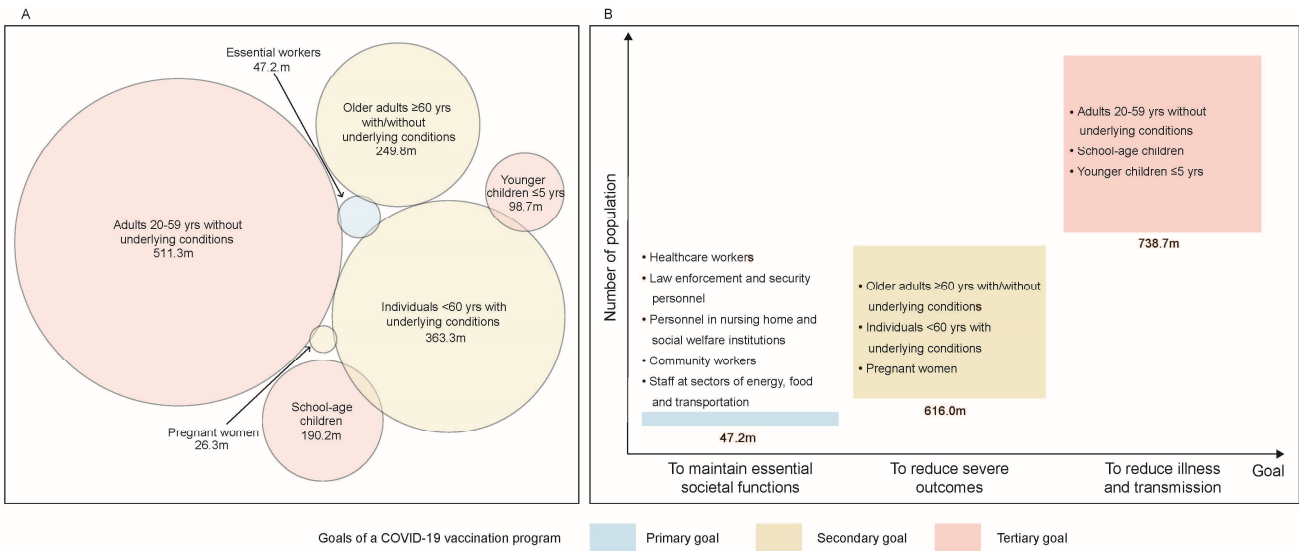 A
Essential workers
47.2.m
Older adults ≥60 yrs
with/without
underlying conditions
249.8m
Younger
children ≤5 yrs
98.7m
Adults 20-59 yrs without
underlying conditions
511.3m
Individuals <60 yrs with
underlying conditions
363.3m
School-age
children
190.2m
Pregnant women
26.3m
B
Number of population
• Healthcare workers
• Law enforcement and security
personnel
• Personnel in nursing home and
social welfare institutions
• Community workers
• Staff at sectors of energy, food
and transportation
47.2m
• Older adults ≥60 yrs with/without
underlying conditions
• Individuals <60 yrs with
underlying conditions
• Pregnant women
616.0m
• Adults 20-59 yrs without
underlying conditions
• School-age children
• Younger children ≤5 yrs
738.7m
To maintain essential
societal functions
To reduce severe
outcomes
To reduce illness
and transmission
Goal
Goals of a COVID-19 vaccination program
Primary goal
Secondary goal
Tertiary goal